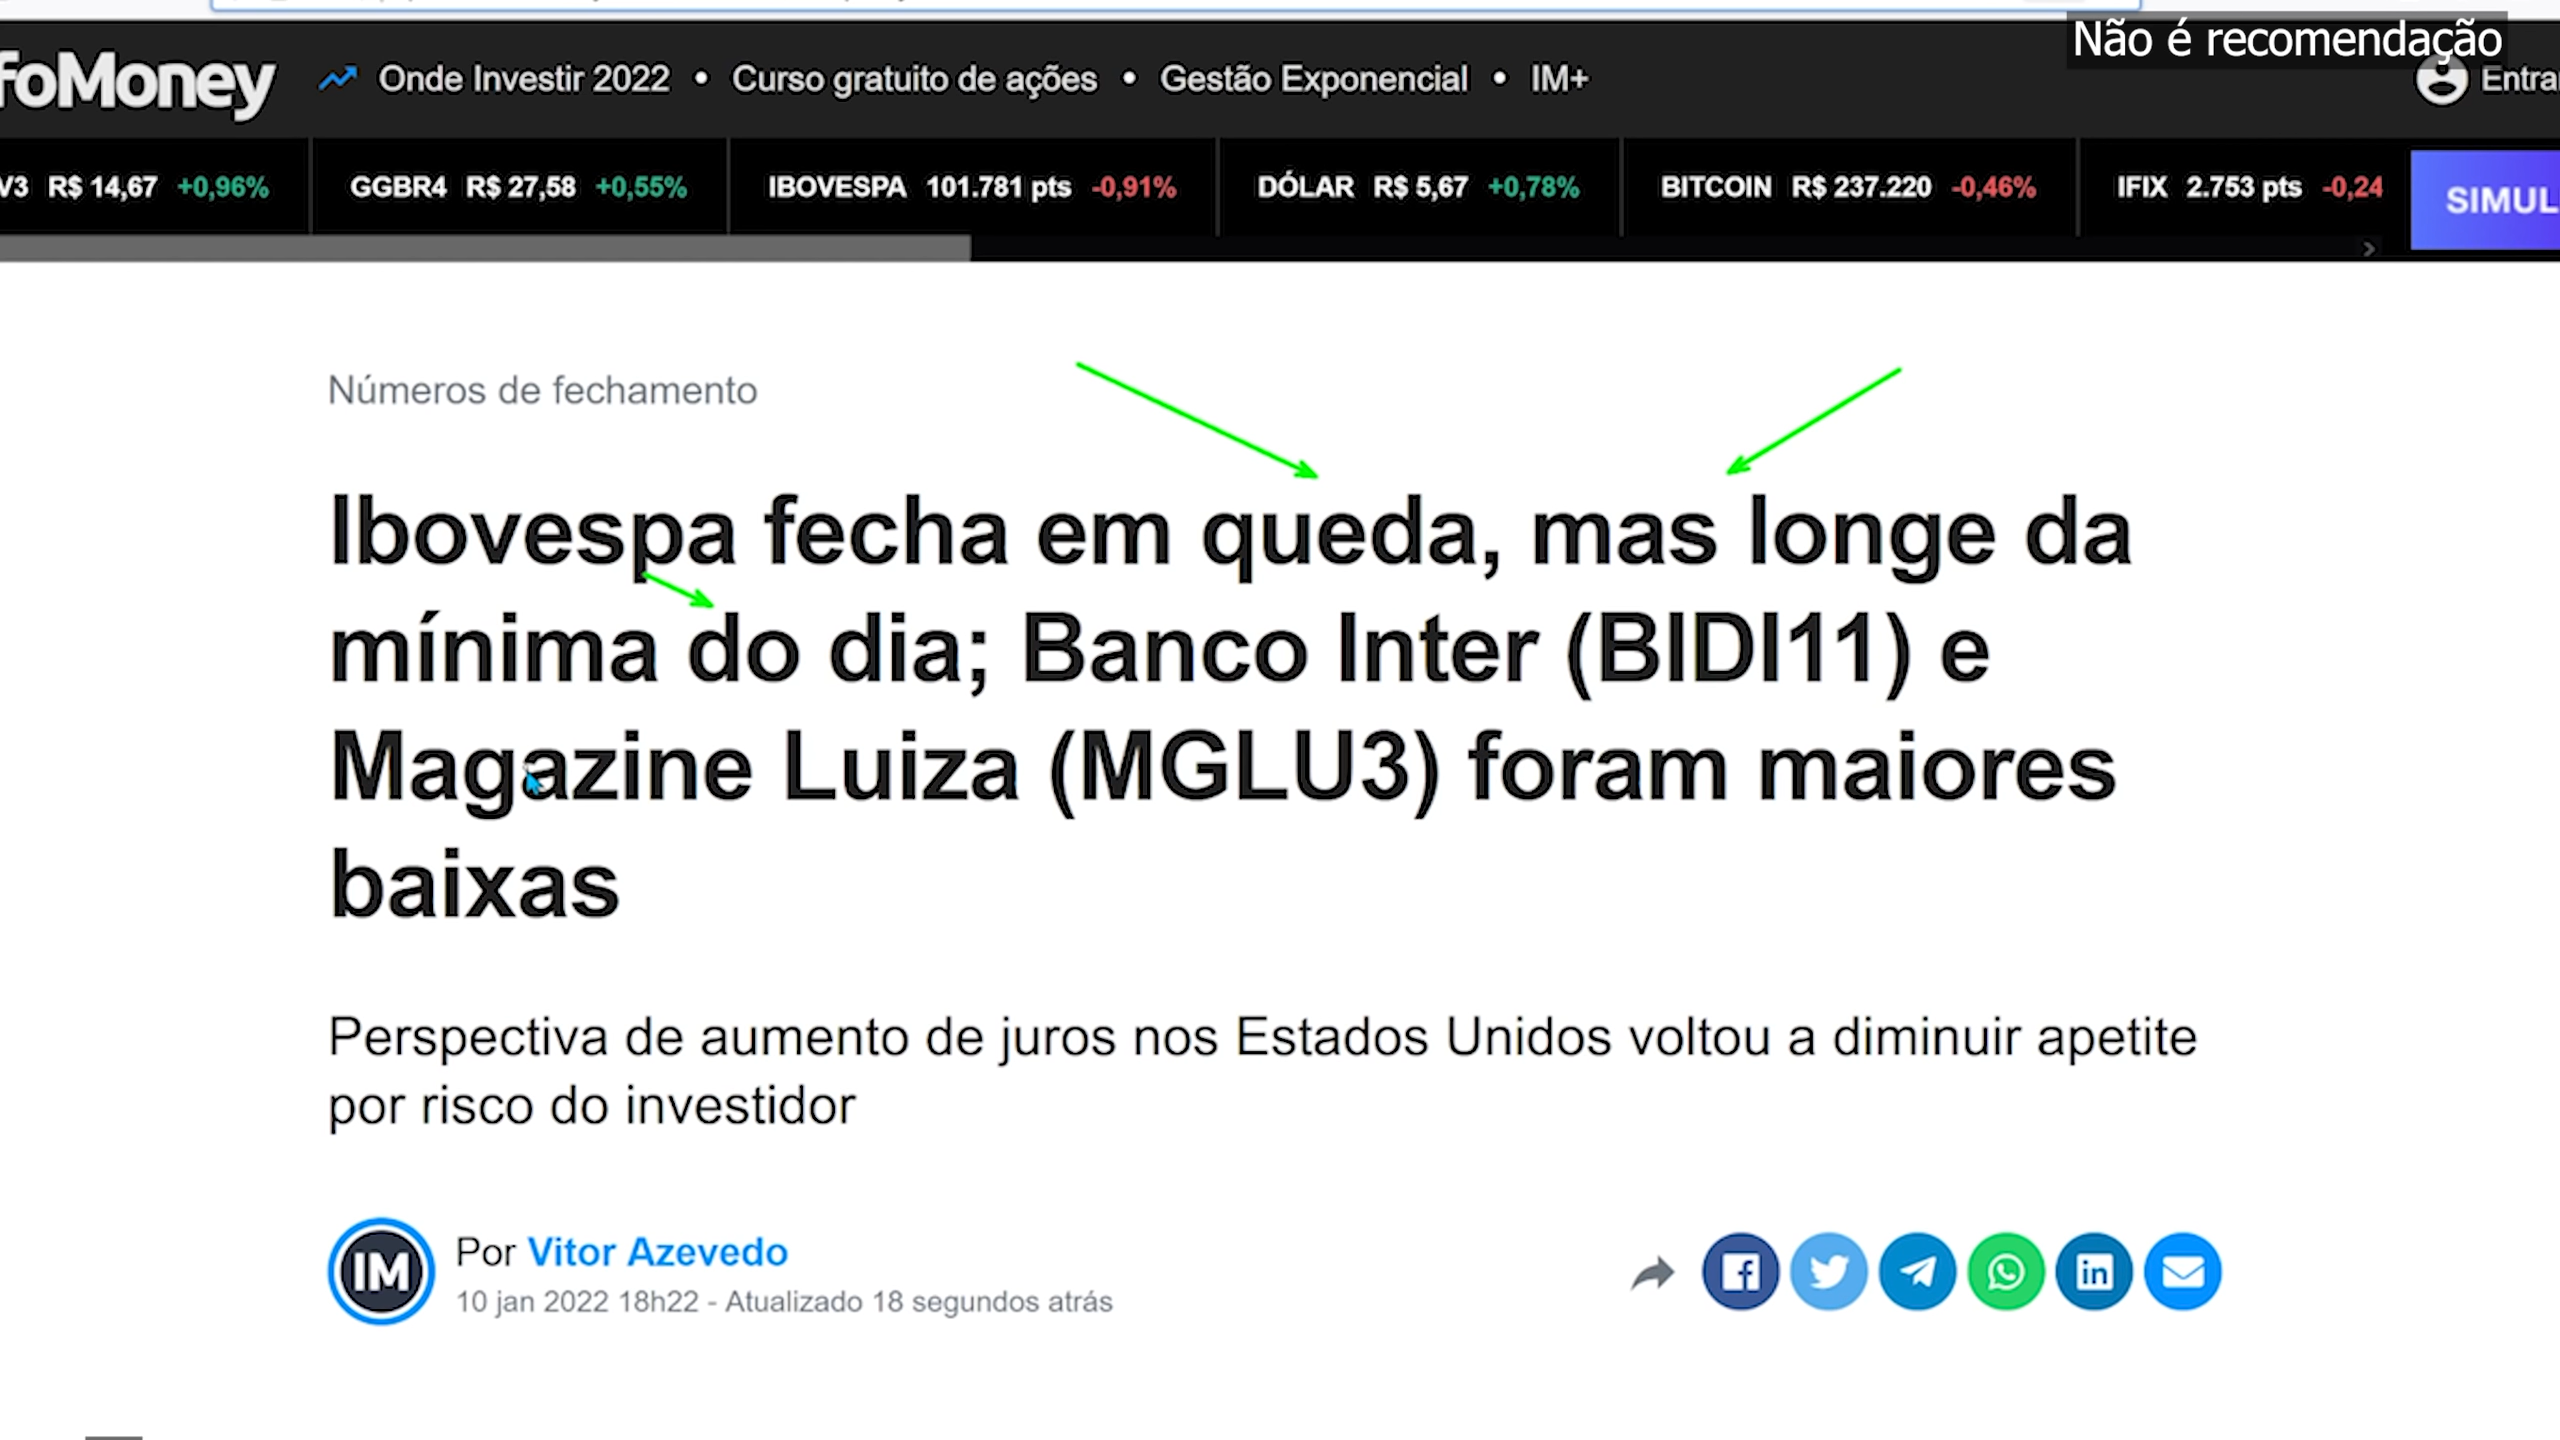 Não é recomendação
foMoney Onde Investir 2022 • Curso gratuito de ações • Gestão Exponencial • IM+ Entra
V3 R$ 14,67 +0,96% GGBR4 R$ 27,58 +0,55% IBOVESPA 101.781 pts -0,91% DÓLAR R$ 5,67 +0,78% BITCOIN R$ 237.220 -0,46% IFIX 2.753 pts -0,24 SIMUL
Números de fechamento
Ibovespa fecha em queda, mas longe da
mínima do dia; Banco Inter (BIDI11) e
Magazine Luiza (MGLU3) foram maiores
baixas
Perspectiva de aumento de juros nos Estados Unidos voltou a diminuir apetite
por risco do investidor
IM Por Vitor Azevedo
10 jan 2022 18h22 - Atualizado 18 segundos atrás